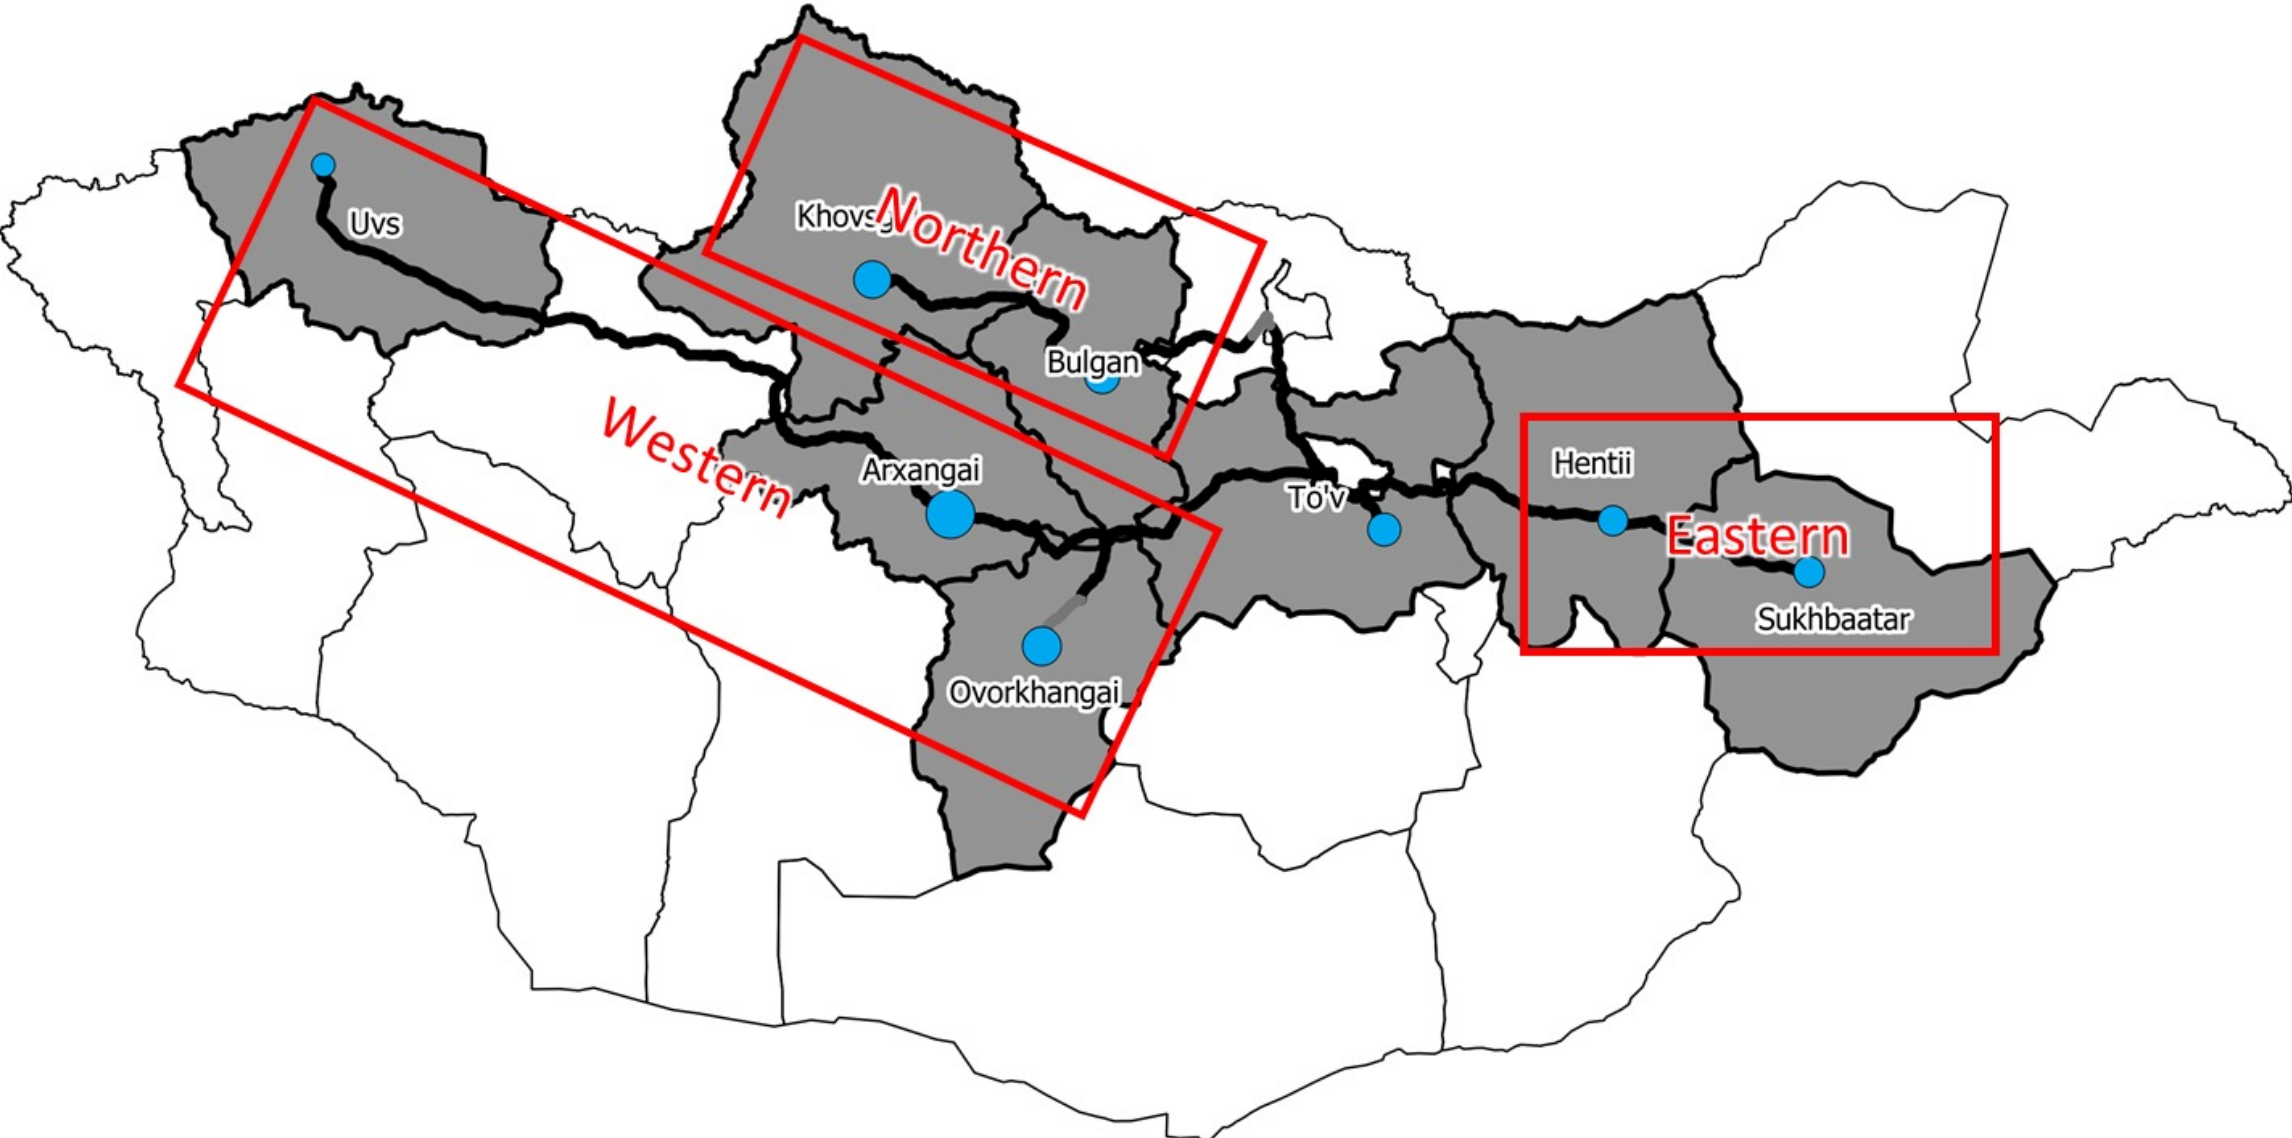 Uvs
Khovsg
Northern
Bulgan
Western
Arxangai
To'v
Hentii
Eastern
Sukhbaatar
Ovorkhangai